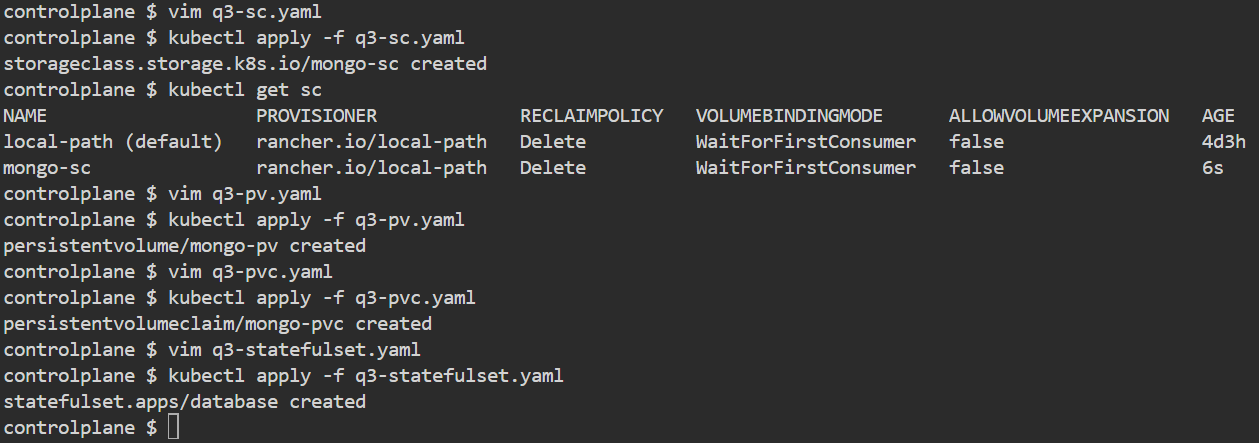 controlplane $ vim q3-sc.yaml
controlplane $ kubectl apply -f q3-sc.yaml
storageclass.storage.k8s.io/mongo-sc created
controlplane $ kubectl get sc
NAME                   PROVISIONER             RECLAIMPOLICY   VOLUMEBINDINGMODE      ALLOWVOLUMEEXPANSION   AGE
local-path (default)   rancher.io/local-path   Delete          WaitForFirstConsumer   false                  4d3h
mongo-sc               rancher.io/local-path   Delete          WaitForFirstConsumer   false                  6s
controlplane $ vim q3-pv.yaml
controlplane $ kubectl apply -f q3-pv.yaml
persistentvolume/mongo-pv created
controlplane $ vim q3-pvc.yaml
controlplane $ kubectl apply -f q3-pvc.yaml
persistentvolumeclaim/mongo-pvc created
controlplane $ vim q3-statefulset.yaml
controlplane $ kubectl apply -f q3-statefulset.yaml
statefulset.apps/database created
controlplane $